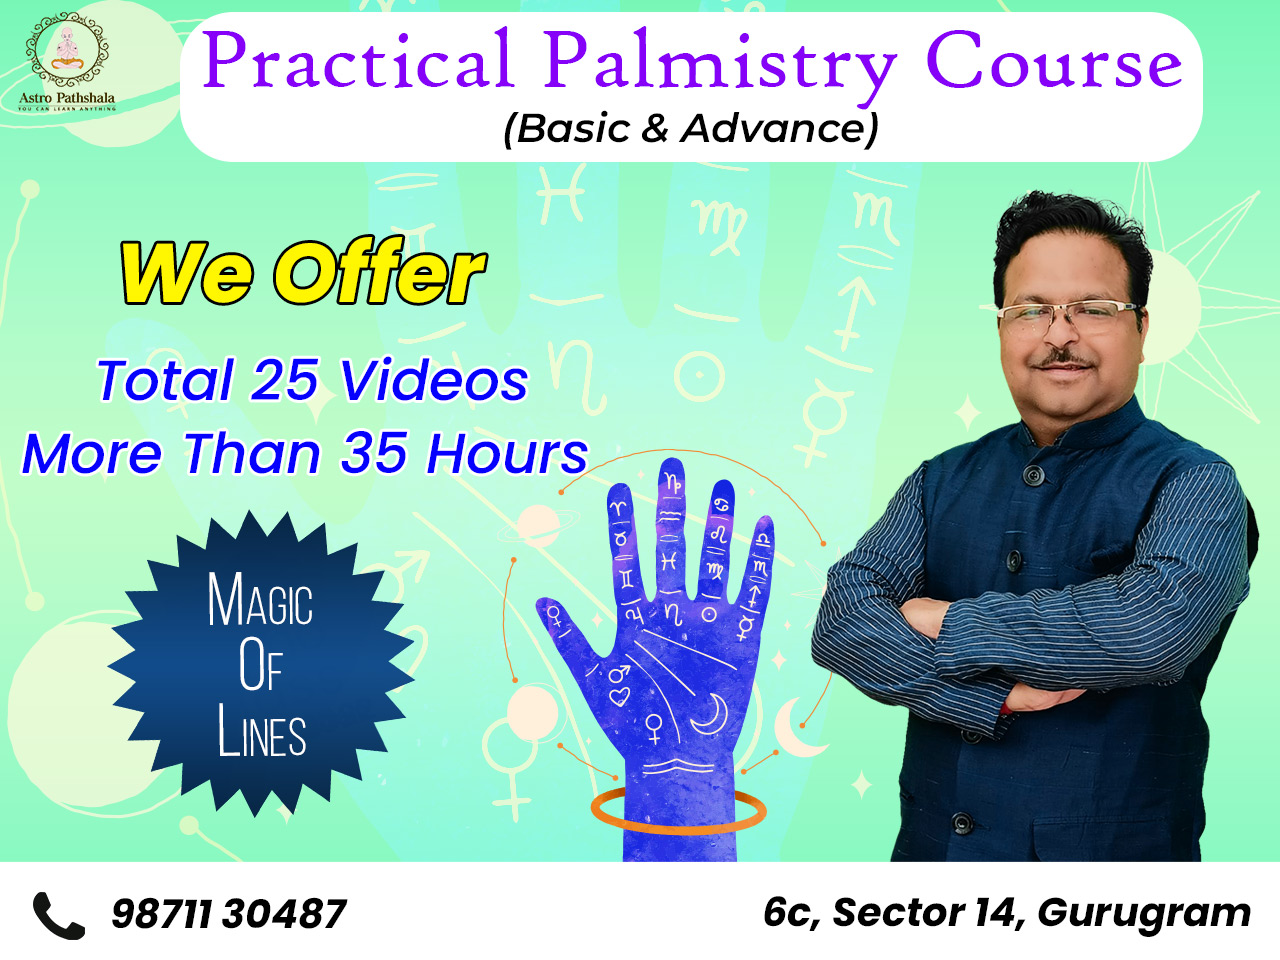 Astro Pathshala
YOU CAN LEARN ANYTHING
Practical Palmistry Course
(Basic & Advance)
We Offer
Total 25 Videos
More Than 35 Hours
Magic
Of
Lines
98711 30487
6c, Sector 14, Gurugram